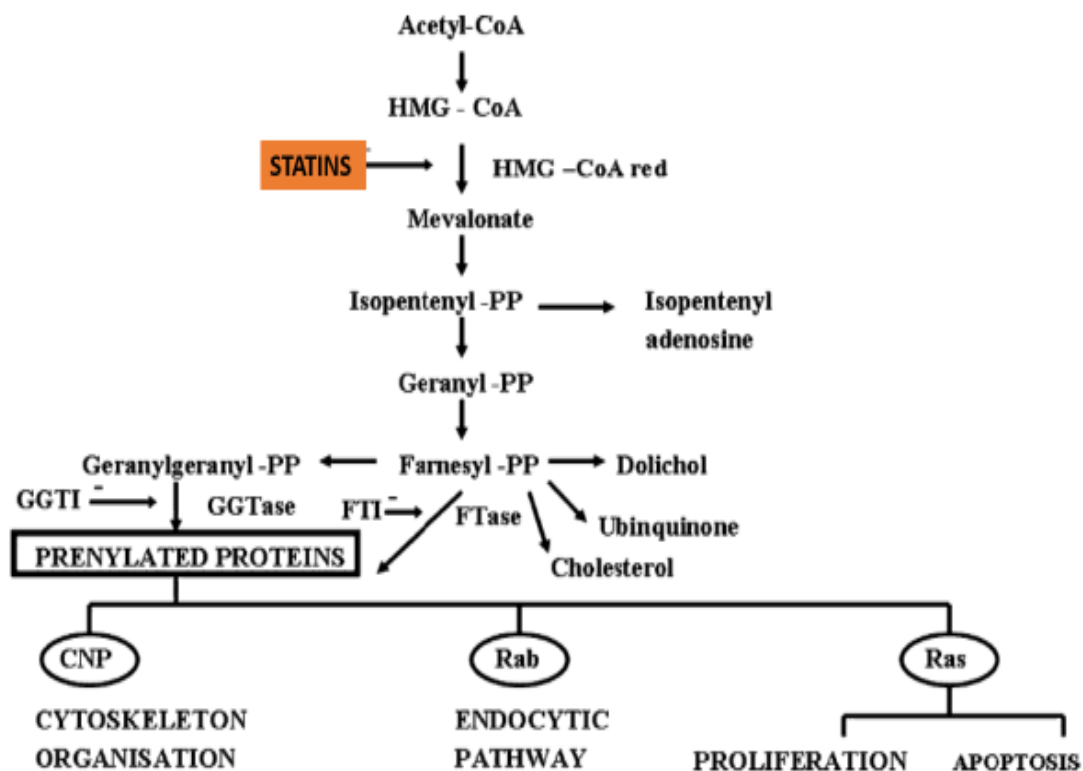 Acetyl-CoA
HMG - CoA
STATINS -
HMG -CoA red
Mevalonate
Isopentenyl -PP
Isopentenyl
adenosine
Geranyl -PP
Geranylgeranyl -PP
Farnesyl -PP
Dolichol
GGTI -
GGTase
FTI -
FTase
Ubinquinone
Cholesterol
PRENYLATED PROTEINS
CNP
Rab
Ras
CYTOSKELETON
ORGANISATION
ENDOCYTIC
PATHWAY
PROLIFERATION
APOPTOSIS